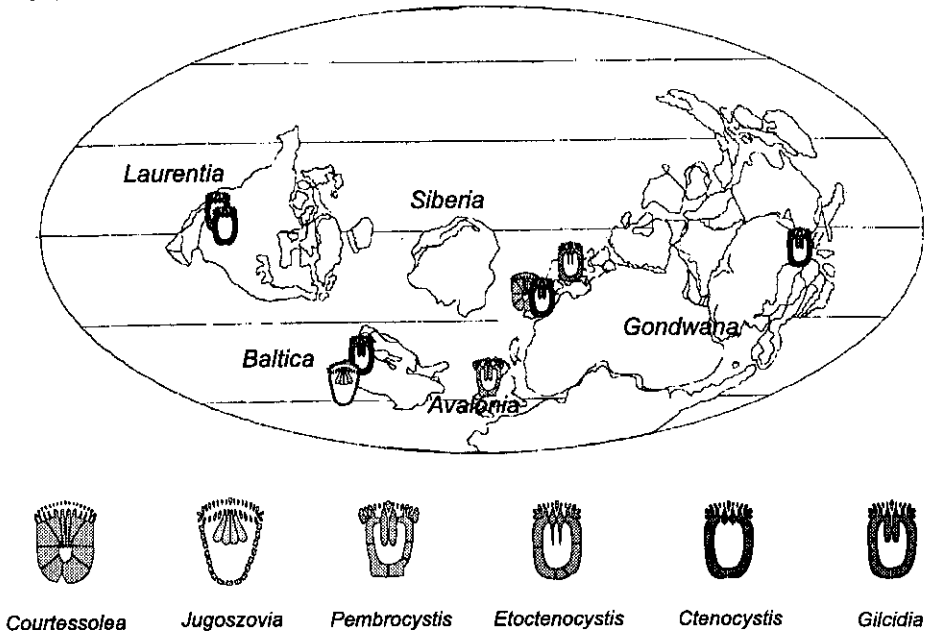 Laurentia
Siberia
Gondwana
Baltica
Avalonia
Courtessolea Jugoszovia Pembrocystis Etoctenocystis Ctenocystis Gilcidia